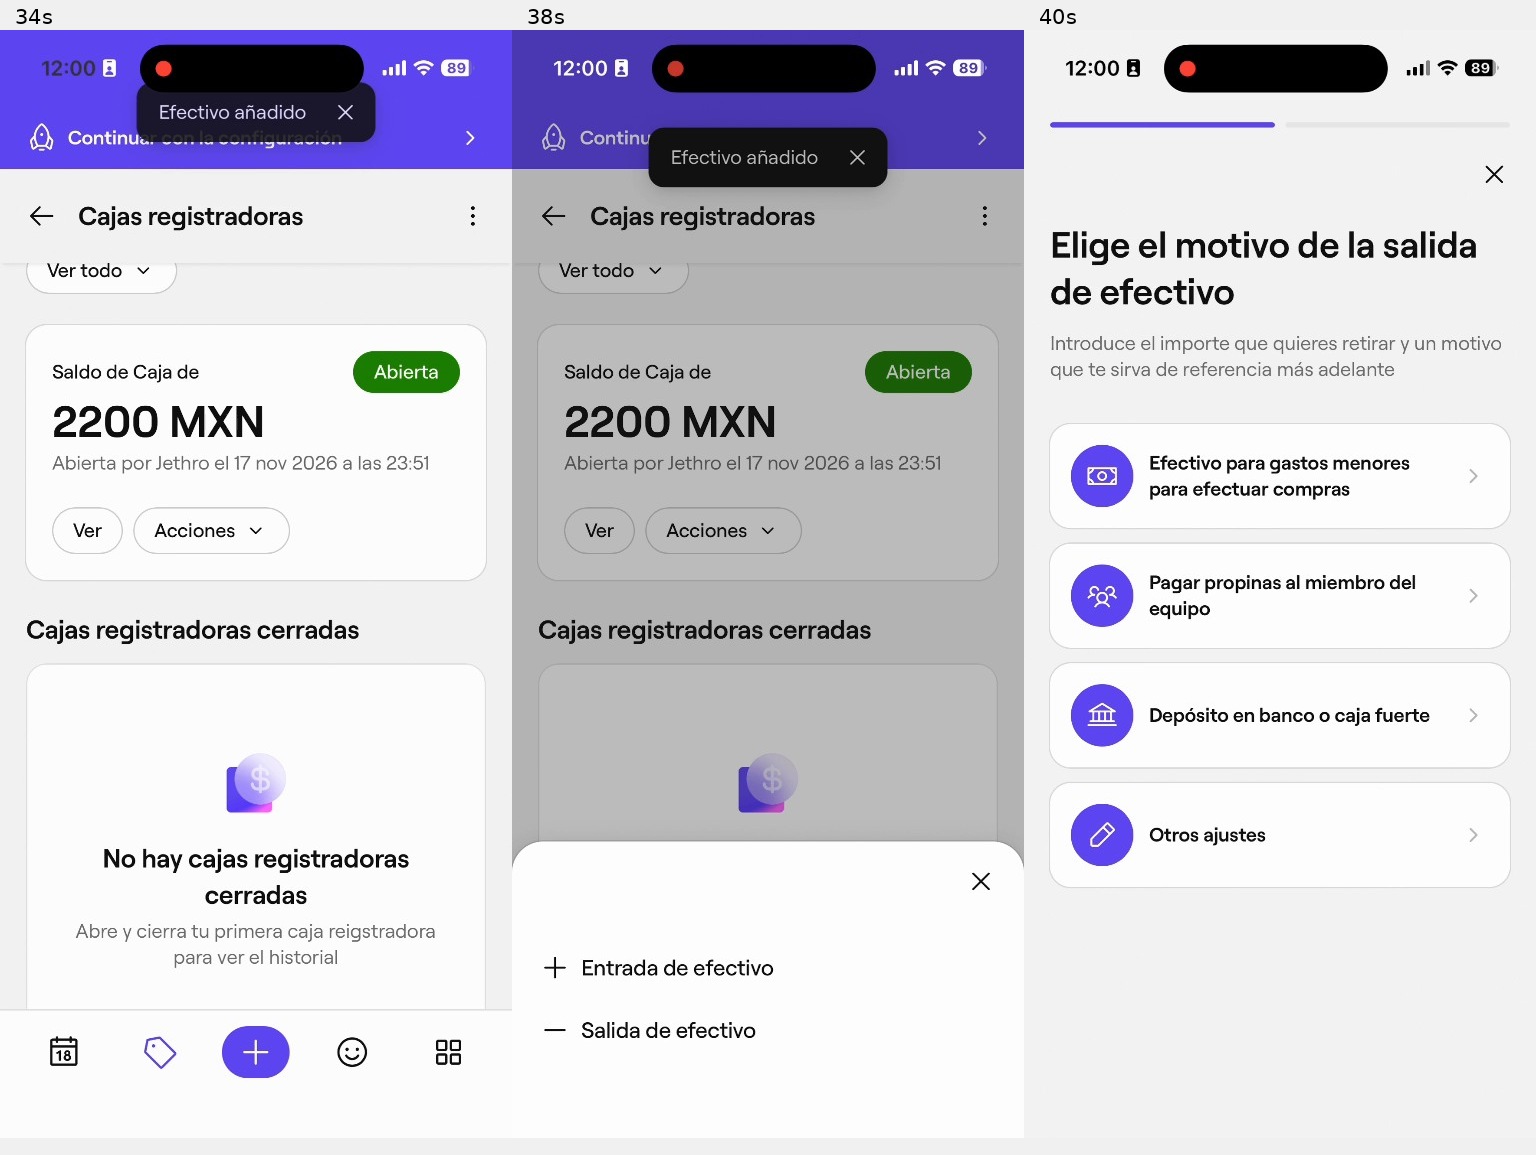 34s
12:00
89
Efectivo añadido
Continuar con la configuración
Cajas registradoras
Ver todo
Saldo de Caja de
Abierta
2200 MXN
Abierta por Jethro el 17 nov 2026 a las 23:51
Ver
Acciones
Cajas registradoras cerradas
$
No hay cajas registradoras
cerradas
Abre y cierra tu primera caja reigstradora
para ver el historial
18
38s
12:00
89
Continu
Efectivo añadido
Cajas registradoras
Ver todo
Saldo de Caja de
Abierta
2200 MXN
Abierta por Jethro el 17 nov 2026 a las 23:51
Ver
Acciones
Cajas registradoras cerradas
$
Entrada de efectivo
Salida de efectivo
40s
12:00
89
Elige el motivo de la salida
de efectivo
Introduce el importe que quieres retirar y un motivo
que te sirva de referencia más adelante
Efectivo para gastos menores
para efectuar compras
Pagar propinas al miembro del
equipo
Depósito en banco o caja fuerte
Otros ajustes